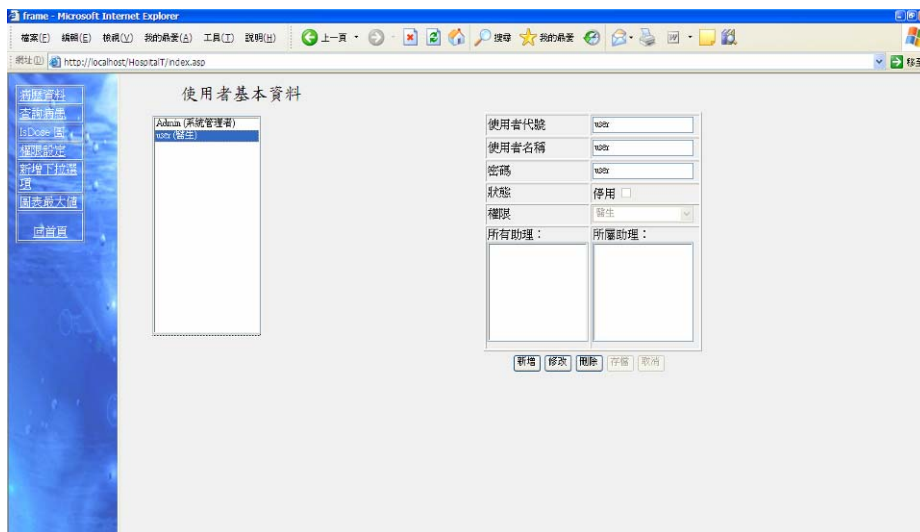 frame - Microsoft Internet Explorer
檔案(F) 編輯(E) 檢視(V) 我的最愛(A) 工具(T) 說明(H) 上一頁 搜尋 我的最愛
網址(D) http://localhost/HospitalT/index.asp 移至
病歷資料
查詢病患
IsDose 圖
權限設定
新增下拉選
項
圖表最大值
回首頁
使用者基本資料
Admin (系統管理者)
user (醫生)
使用者代號 user
使用者名稱 user
密碼 user
狀態 停用
權限 醫生
所有助理： 所屬助理：
新增 修改 刪除 存檔 取消